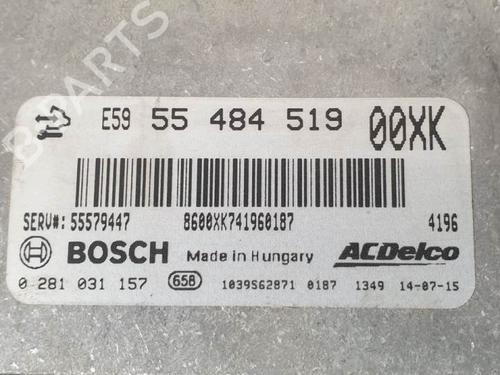 B-PARTS
E59 55 484 519 00XK
SERV#: 55579447 8600XK741960187 4196
BOSCH Made in Hungary ACDelco
0 281 031 157 658 1039S62871 0187 1349 14-07-15